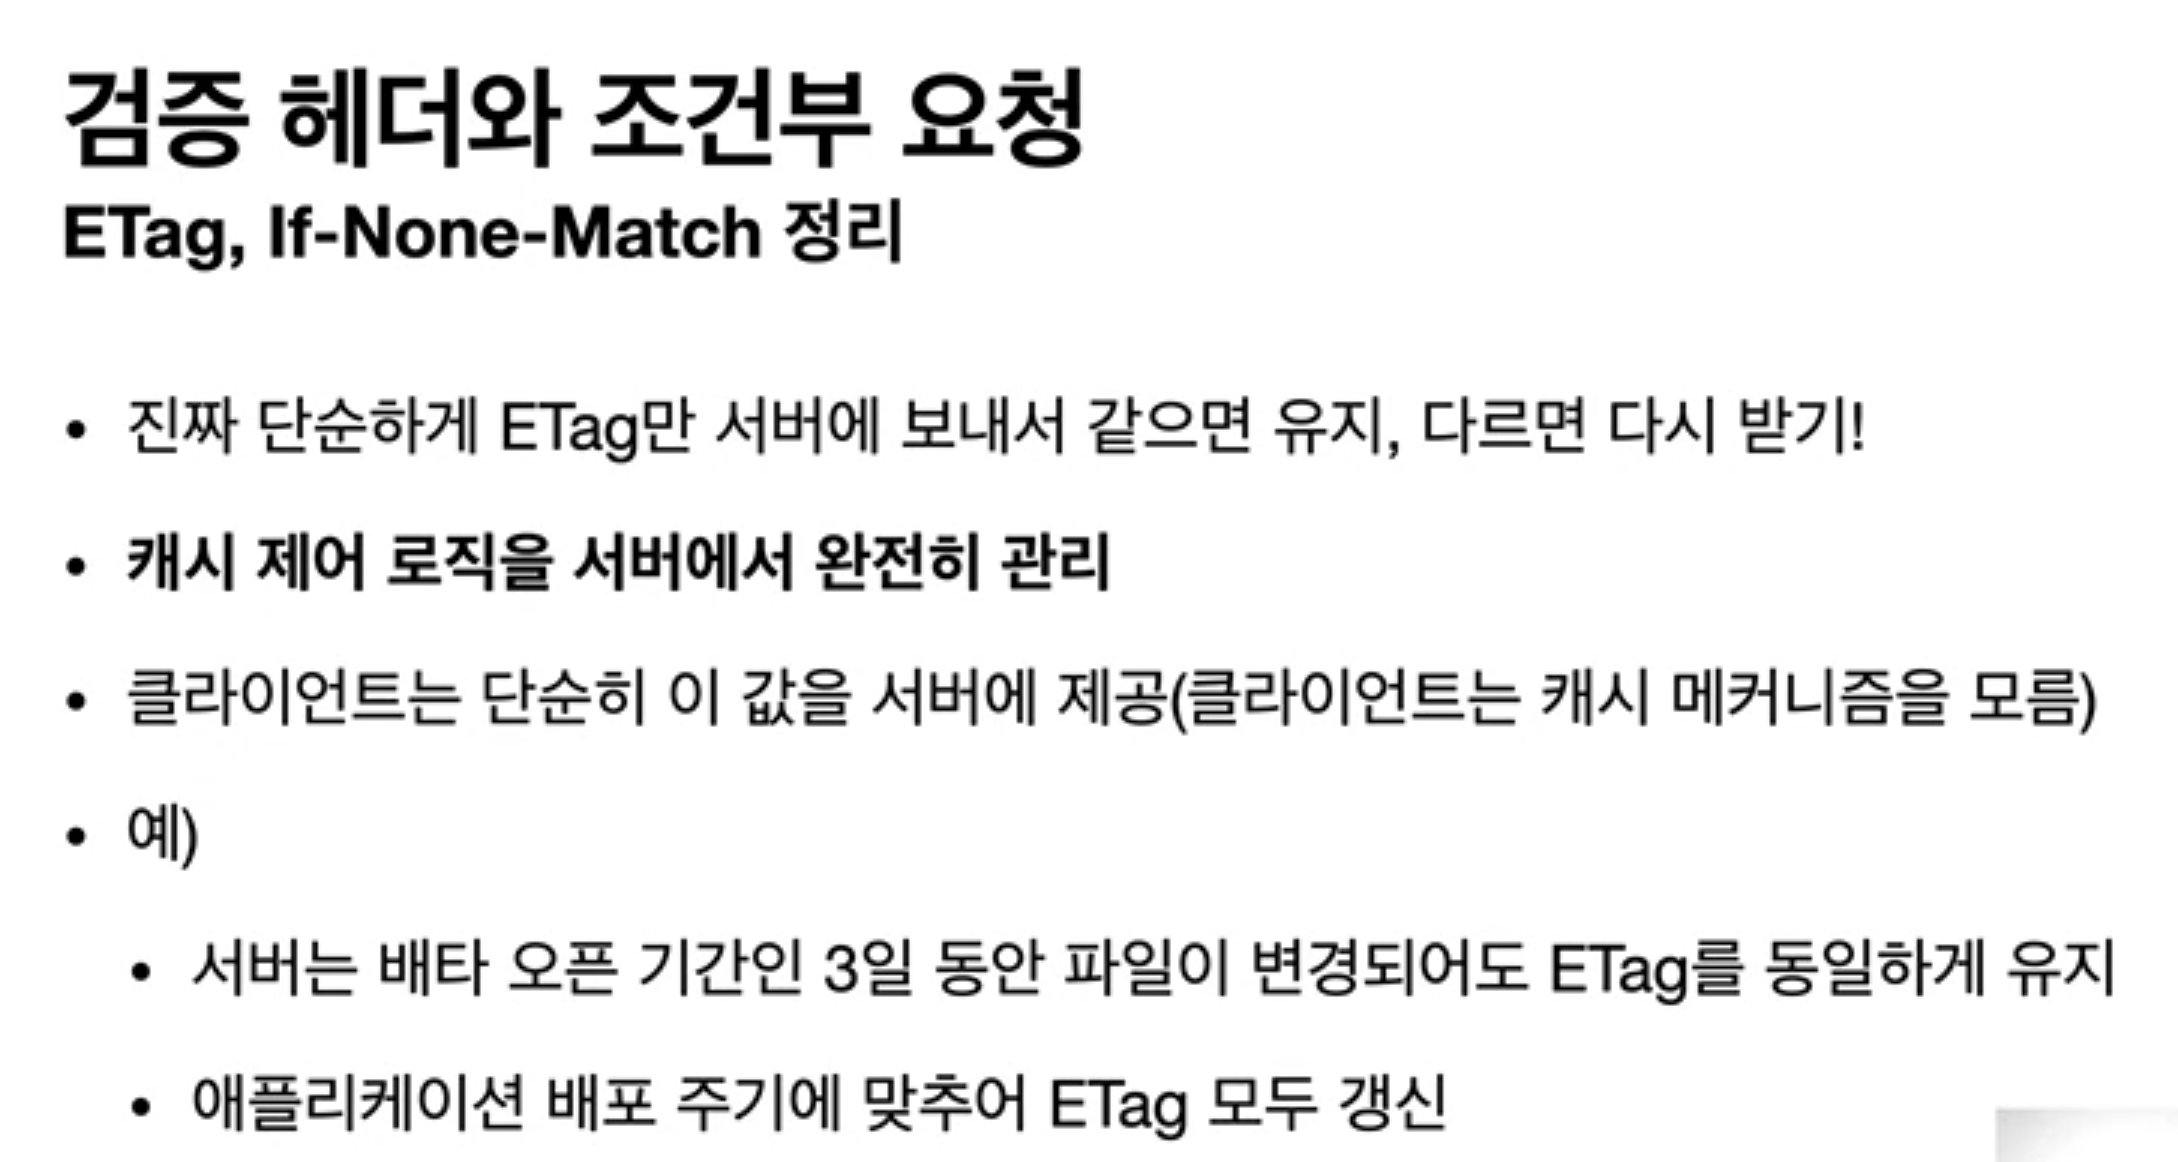 검증 헤더와 조건부 요청
ETag, If-None-Match 정리
• 진짜 단순하게 ETag만 서버에 보내서 같으면 유지, 다르면 다시 받기!
• 캐시 제어 로직을 서버에서 완전히 관리
• 클라이언트는 단순히 이 값을 서버에 제공(클라이언트는 캐시 메커니즘을 모름)
• 예)
• 서버는 배타 오픈 기간인 3일 동안 파일이 변경되어도 ETag를 동일하게 유지
• 애플리케이션 배포 주기에 맞추어 ETag 모두 갱신